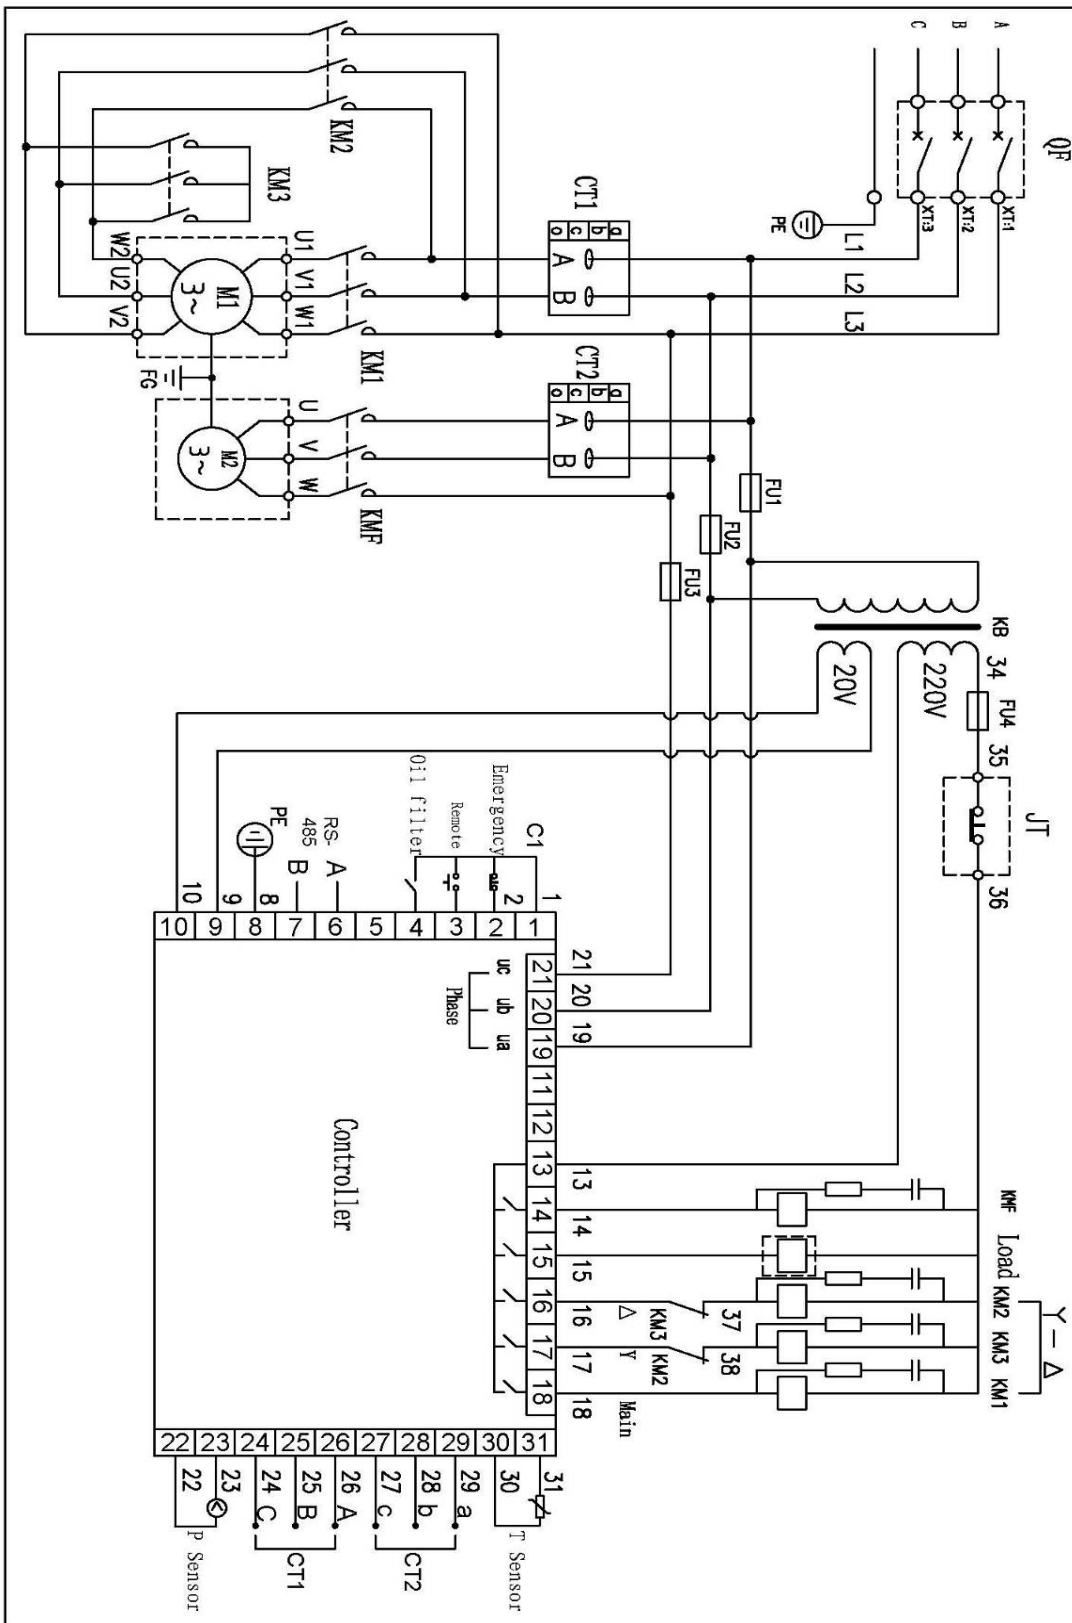 A
B
C
QF
XT:1
XT:2
XT:3
PE
L1
L2
L3
KM2
KM3
CT1
a
b
c
o
A
B
W2
U2
V2
M1
3~
U1
V1
W1
KM1
FG
CT2
a
b
c
o
A
B
M2
3~
U
V
W
KMF
FU1
FU2
FU3
KB
20V
220V
34
FU4
35
JT
36
Oil filter
Remote
Emergency
C1
PE
RS-
485
A
B
10
9
8
2
1
10
9
8
7
6
5
4
3
2
1
21
20
19
21
20
19
11
12
13
14
15
16
17
18
uc
ub
ua
Phase
13
14
15
16
17
18
Controller
KMF
Load
KM2
KM3
KM1
Y — △
37
38
KM3
KM2
△
Y
Main
22
23
24
25
26
27
28
29
30
31
22
23
24 C
25 B
26 A
27 c
28 b
29 a
30
31
P Sensor
CT1
CT2
T Sensor